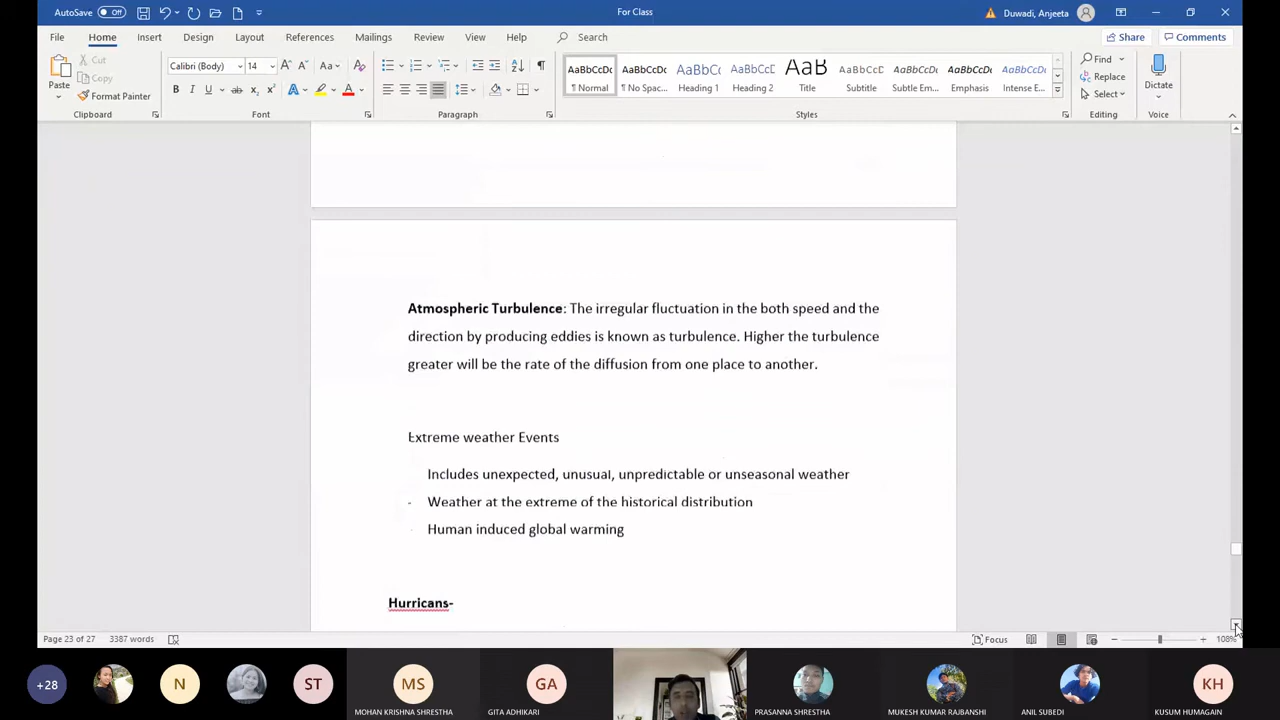 AutoSave Off For Class Duwadi, Anjeeta
File Home Insert Design Layout References Mailings Review View Help Search Share Comments
Paste Cut Copy Format Painter
Calibri (Body) 14
AaBbCcDc AaBbCcDc AaBbC AaBbCcC AaB AaBbCcC AaBbCcDt AaBbCcDt AaBbCcDt
¶ Normal ¶ No Spac... Heading 1 Heading 2 Title Subtitle Subtle Em... Emphasis Intense E...
Find Replace Select Dictate
Clipboard Font Paragraph Styles Editing Voice
Atmospheric Turbulence: The irregular fluctuation in the both speed and the
direction by producing eddies is known as turbulence. Higher the turbulence
greater will be the rate of the diffusion from one place to another.
Extreme weather Events
Includes unexpected, unusual, unpredictable or unseasonal weather
- Weather at the extreme of the historical distribution
Human induced global warming
Hurricans-
Page 23 of 27 3387 words Focus 108%
+28 N ST MS GA KH
MOHAN KRISHNA SHRESTHA GITA ADHIKARI PRASANNA SHRESTHA MUKESH KUMAR RAJBANSHI ANIL SUBEDI KUSUM HUMAGAIN